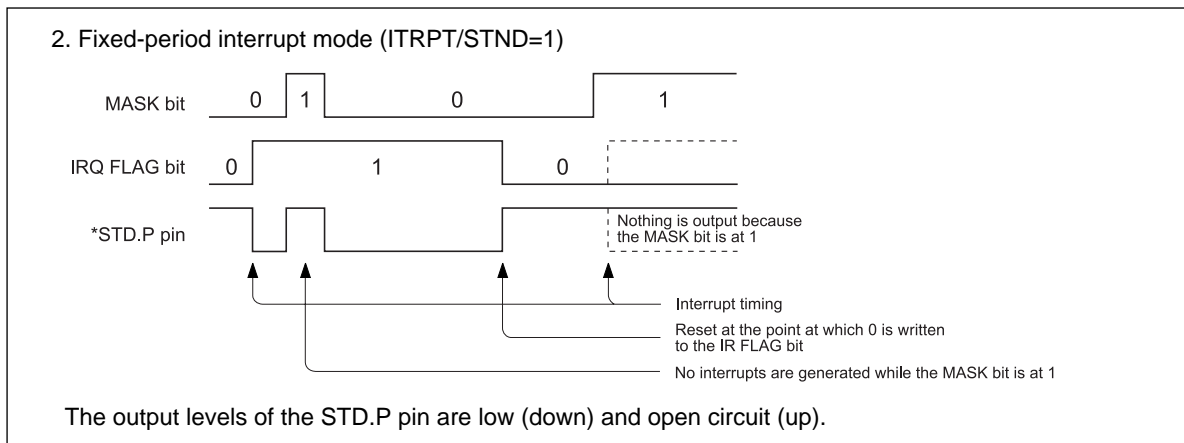 2. Fixed-period interrupt mode (ITRPT/STND=1)
MASK bit 0 1 0 1
IRQ FLAG bit 0 1 0
*STD.P pin
Nothing is output because
the MASK bit is at 1
Interrupt timing
Reset at the point at which 0 is written
to the IR FLAG bit
No interrupts are generated while the MASK bit is at 1
The output levels of the STD.P pin are low (down) and open circuit (up).